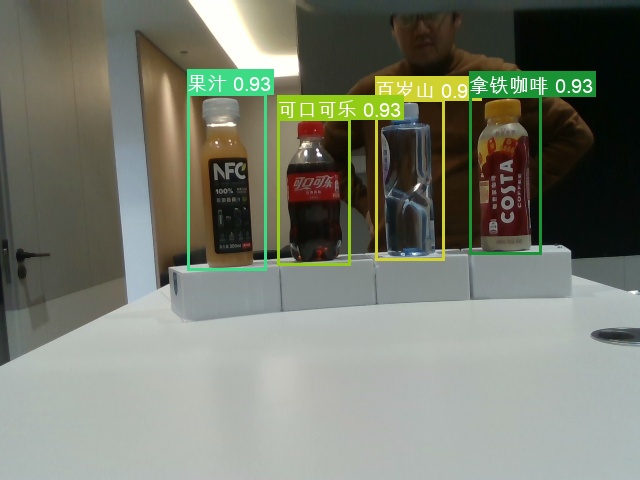 果汁 0.93
可口可乐 0.93
百岁山 0.9
拿铁咖啡 0.93
NFC
100%
可口可乐
COSTA
COFFEE